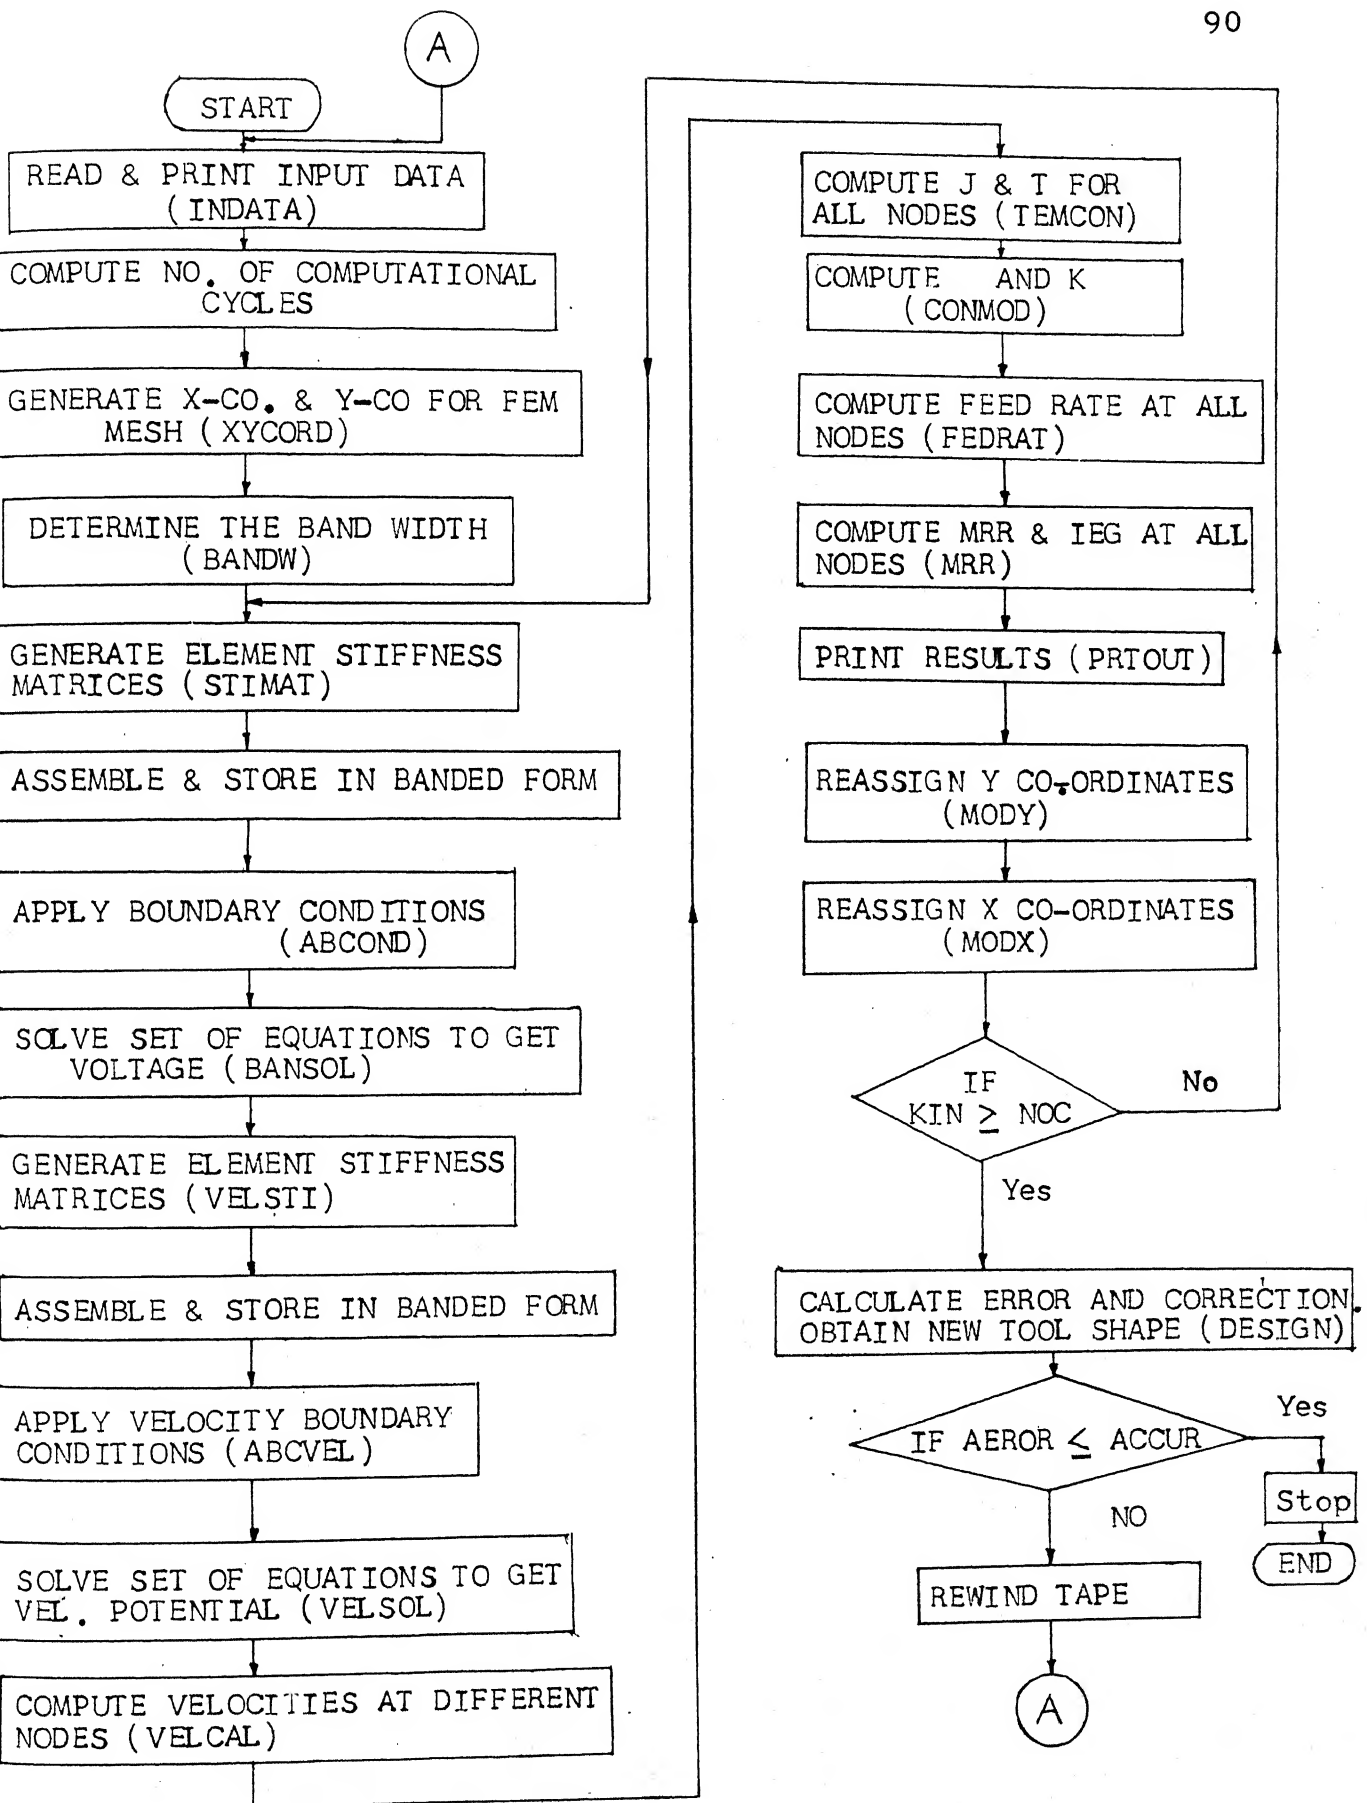 90
A
START
READ & PRINT INPUT DATA
(INDATA)
COMPUTE NO. OF COMPUTATIONAL
CYCLES
GENERATE X-CO. & Y-CO FOR FEM
MESH (XYCORD)
DETERMINE THE BAND WIDTH
(BANDW)
GENERATE ELEMENT STIFFNESS
MATRICES (STIMAT)
ASSEMBLE & STORE IN BANDED FORM
APPLY BOUNDARY CONDITIONS
(ABCOND)
SOLVE SET OF EQUATIONS TO GET
VOLTAGE (BANSOL)
GENERATE ELEMENT STIFFNESS
MATRICES (VELSTI)
ASSEMBLE & STORE IN BANDED FORM
APPLY VELOCITY BOUNDARY
CONDITIONS (ABCVEL)
SOLVE SET OF EQUATIONS TO GET
VEL. POTENTIAL (VELSOL)
COMPUTE VELOCITIES AT DIFFERENT
NODES (VELCAL)
COMPUTE J & T FOR
ALL NODES (TEMCON)
COMPUTE AND K
(CONMOD)
COMPUTE FEED RATE AT ALL
NODES (FEDRAT)
COMPUTE MRR & IEG AT ALL
NODES (MRR)
PRINT RESULTS (PRTOUT)
REASSIGN Y CO-ORDINATES
(MODY)
REASSIGN X CO-ORDINATES
(MODX)
IF
KIN ≥ NOC
No
Yes
CALCULATE ERROR AND CORRECTION.
OBTAIN NEW TOOL SHAPE (DESIGN)
IF AEROR ≤ ACCUR
Yes
Stop
END
NO
REWIND TAPE
A